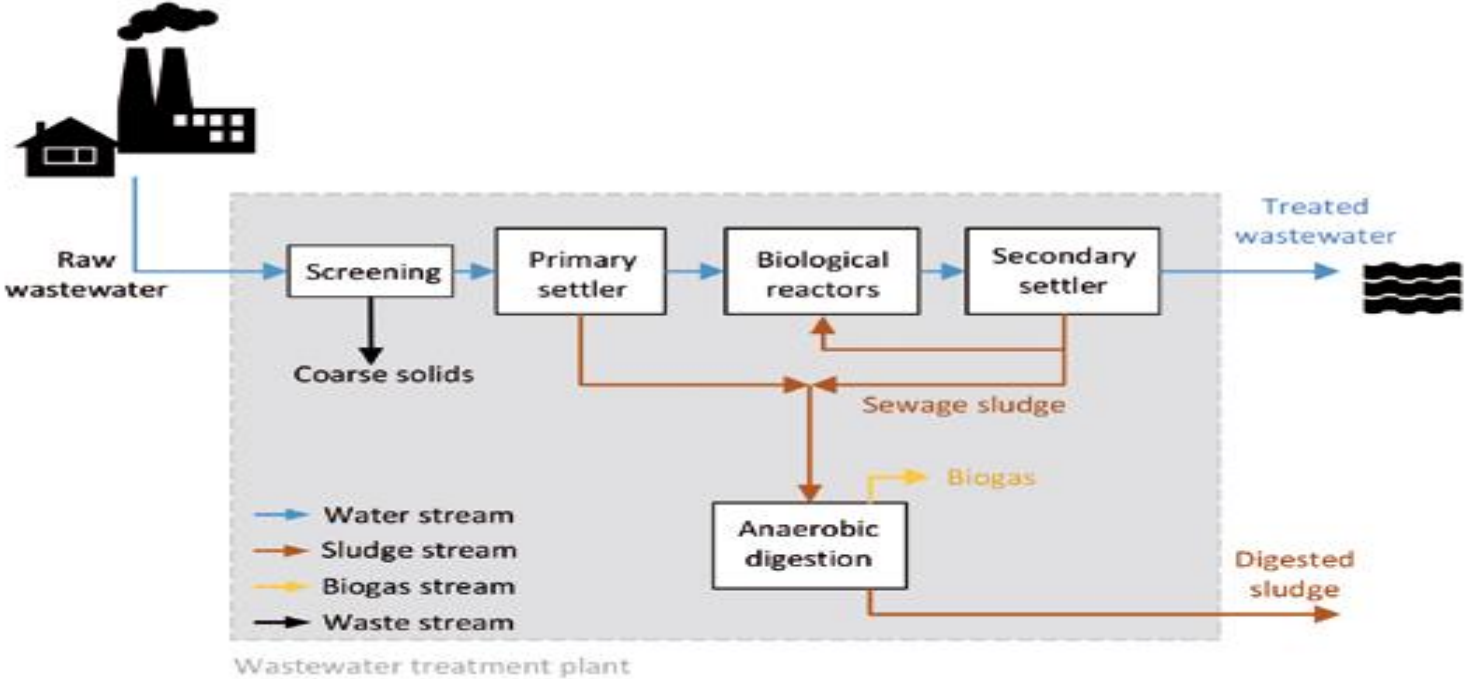 Raw
wastewater
Screening
Primary
settler
Biological
reactors
Secondary
settler
Treated
wastewater
Coarse solids
Sewage sludge
Biogas
Anaerobic
digestion
Digested
sludge
Water stream
Sludge stream
Biogas stream
Waste stream
Wastewater treatment plant